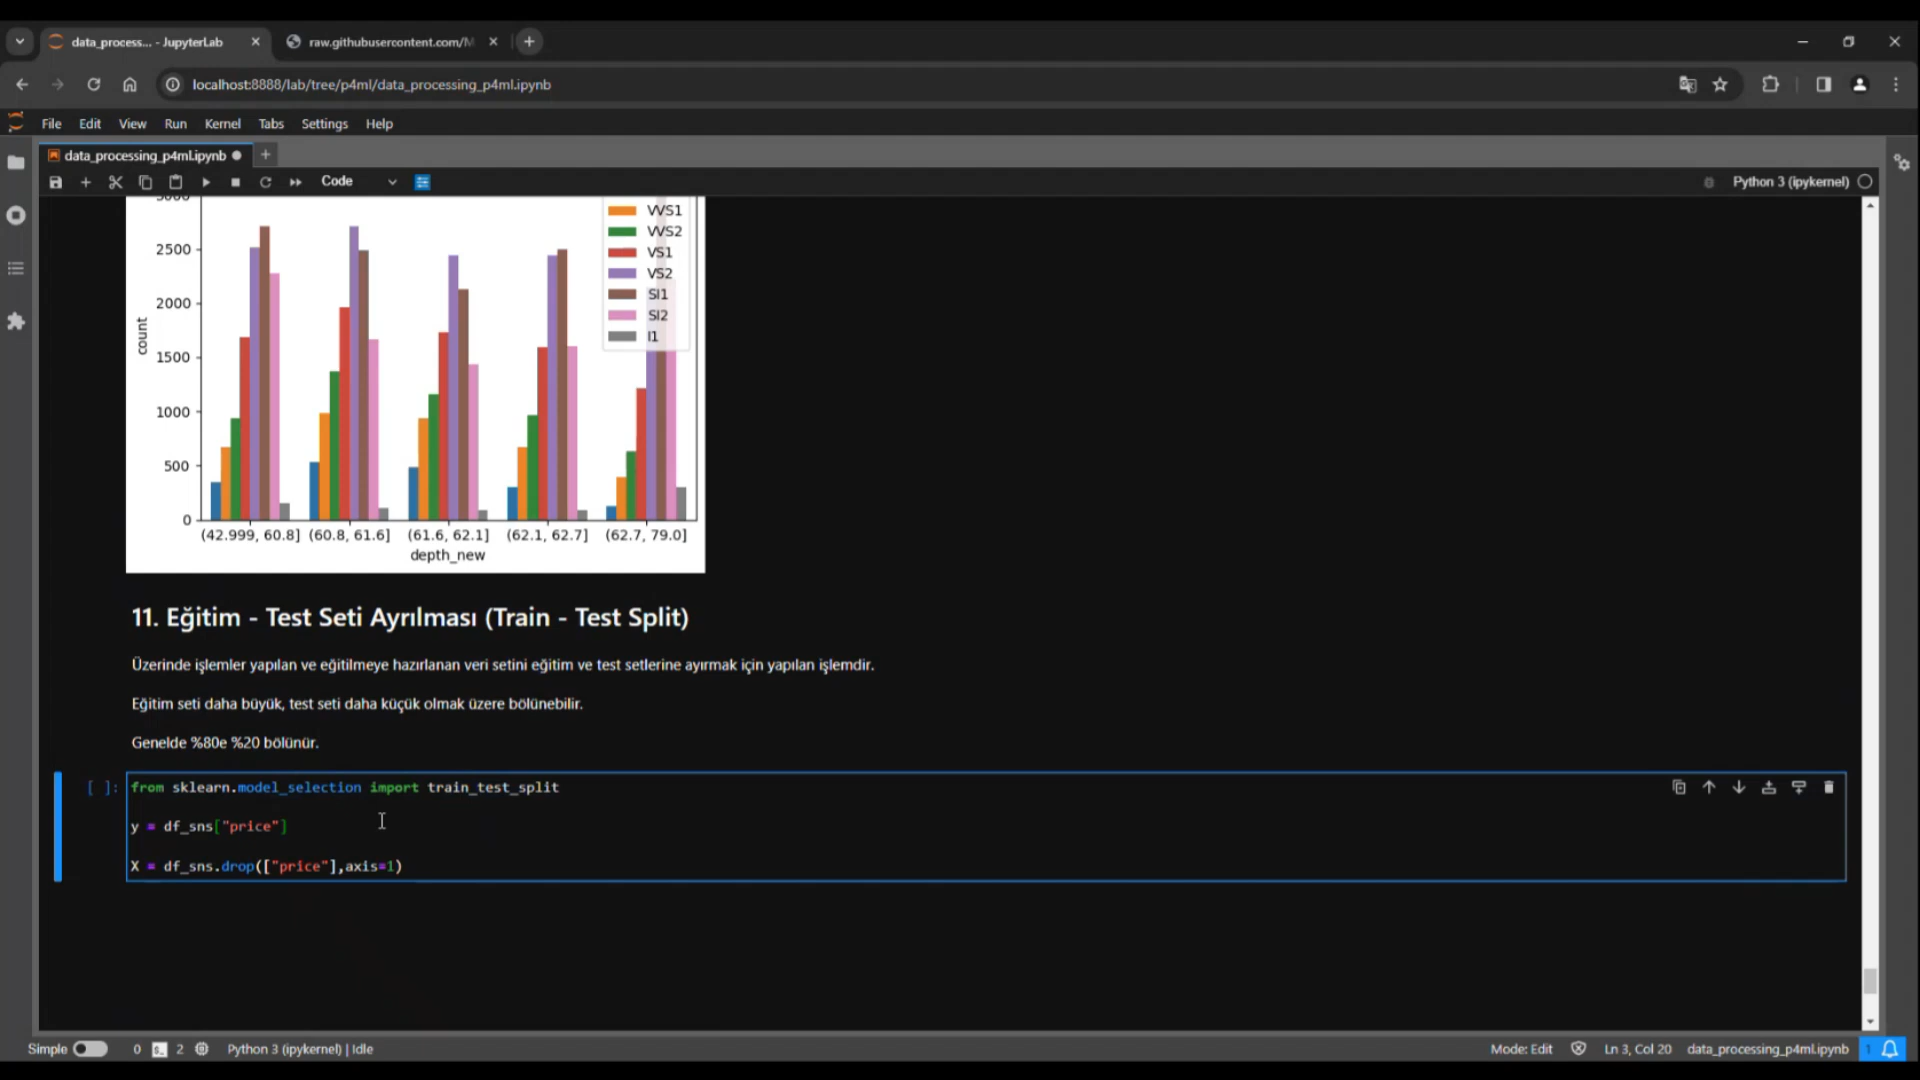 data_process... - JupyterLab
raw.githubusercontent.com/M
localhost:8888/lab/tree/p4ml/data_processing_p4ml.ipynb
File Edit View Run Kernel Tabs Settings Help
data_processing_p4ml.ipynb
Code
Python 3 (ipykernel)
3000
2500
2000
1500
1000
500
0
count
VVS1
VVS2
VS1
VS2
SI1
SI2
I1
(42.999, 60.8] (60.8, 61.6] (61.6, 62.1] (62.1, 62.7] (62.7, 79.0]
depth_new
11. Eğitim - Test Seti Ayrılması (Train - Test Split)
Üzerinde işlemler yapılan ve eğitilmeye hazırlanan veri setini eğitim ve test setlerine ayırmak için yapılan işlemdir.
Eğitim seti daha büyük, test seti daha küçük olmak üzere bölünebilir.
Genelde %80e %20 bölünür.
[ ]: from sklearn.model_selection import train_test_split
y = df_sns["price"]
X = df_sns.drop(["price"],axis=1)
Simple 0 2 Python 3 (ipykernel) | Idle Mode: Edit Ln 3, Col 20 data_processing_p4ml.ipynb 1